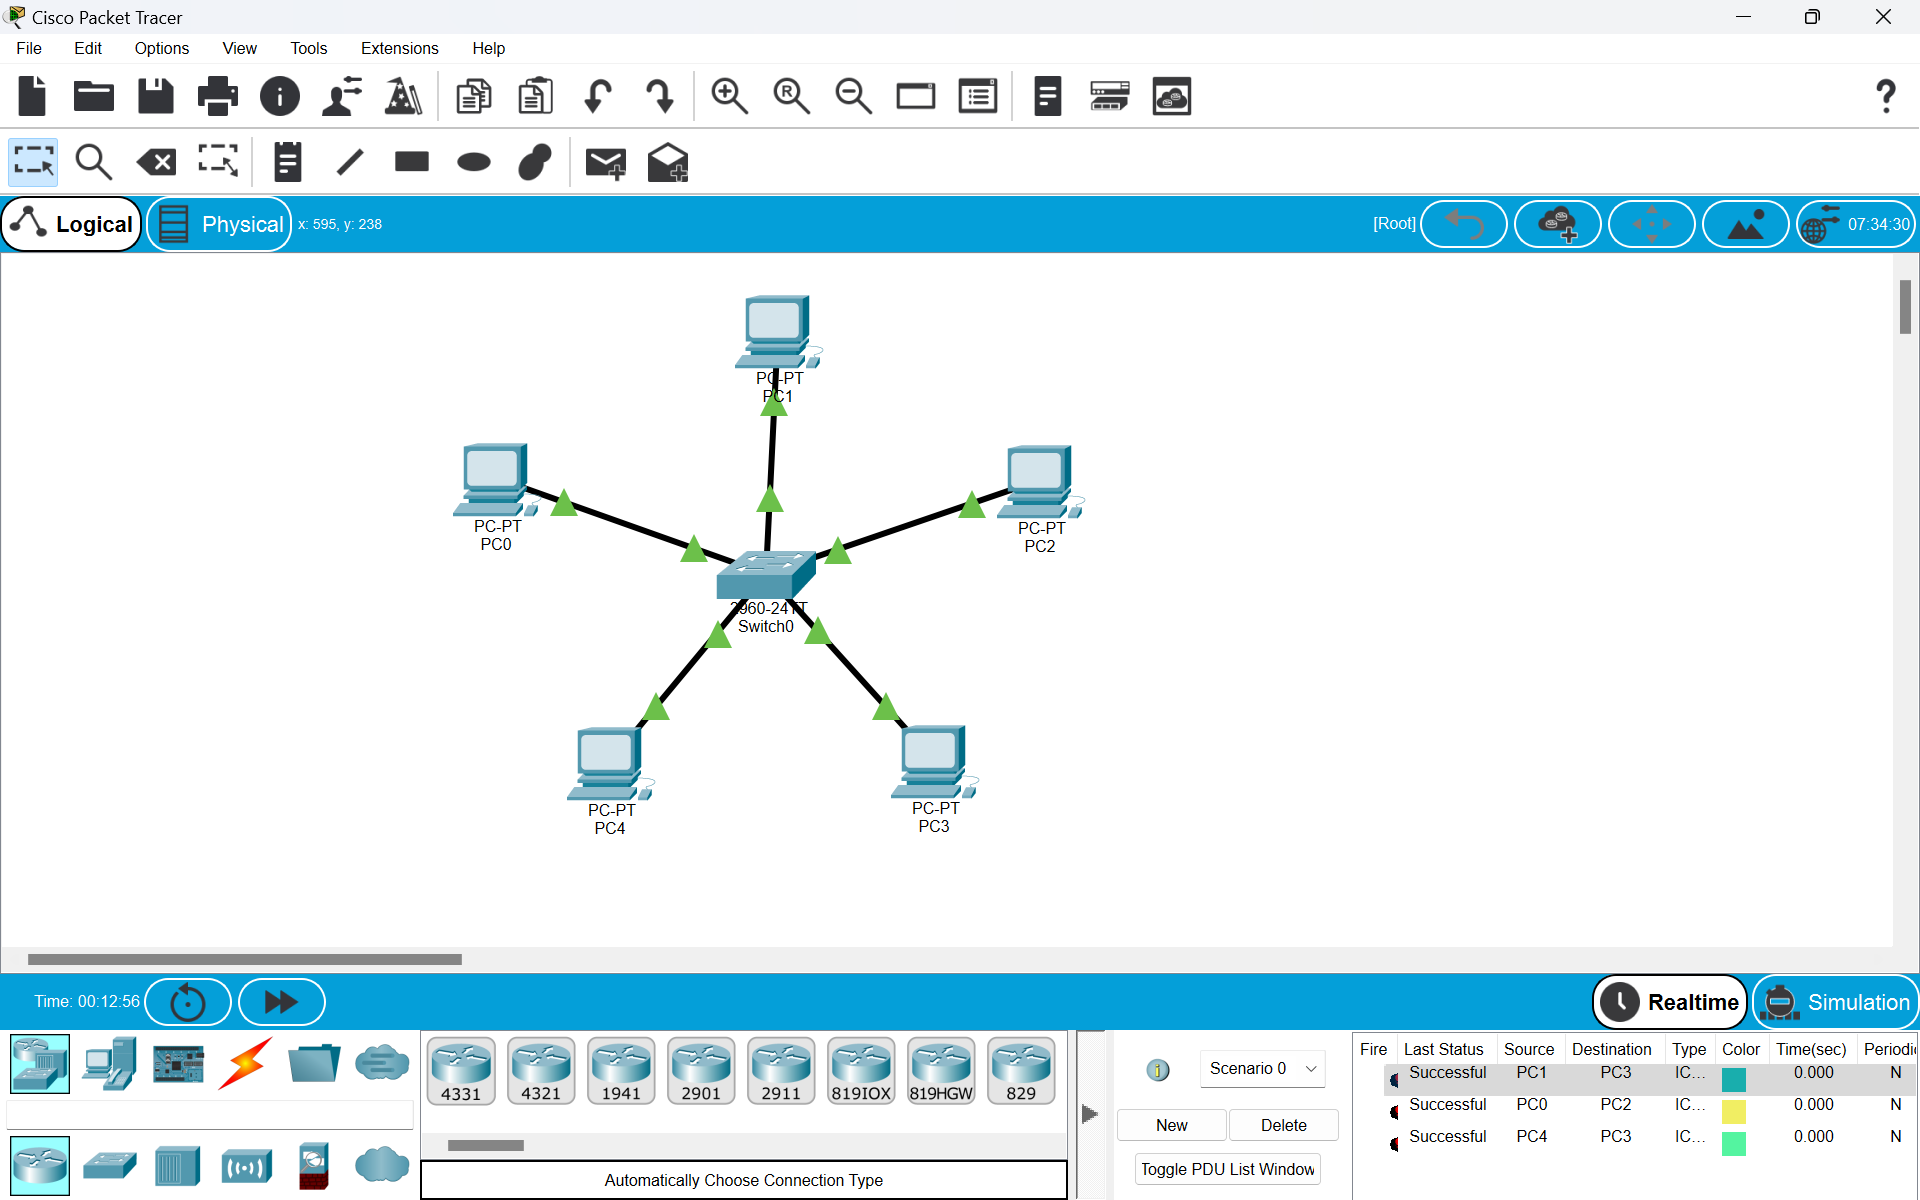 Cisco Packet Tracer
File Edit Options View Tools Extensions Help
Logical Physical x: 595, y: 238 [Root] 07:34:30
PC-PT
PC1
PC-PT
PC0
PC-PT
PC2
2960-24TT
Switch0
PC-PT
PC4
PC-PT
PC3
Time: 00:12:56 Realtime Simulation
4331 4321 1941 2901 2911 819IOX 819HGW 829
Automatically Choose Connection Type
Scenario 0
New Delete
Toggle PDU List Window
Fire Last Status Source Destination Type Color Time(sec) Periodi
Successful PC1 PC3 IC... 0.000 N
Successful PC0 PC2 IC... 0.000 N
Successful PC4 PC3 IC... 0.000 N